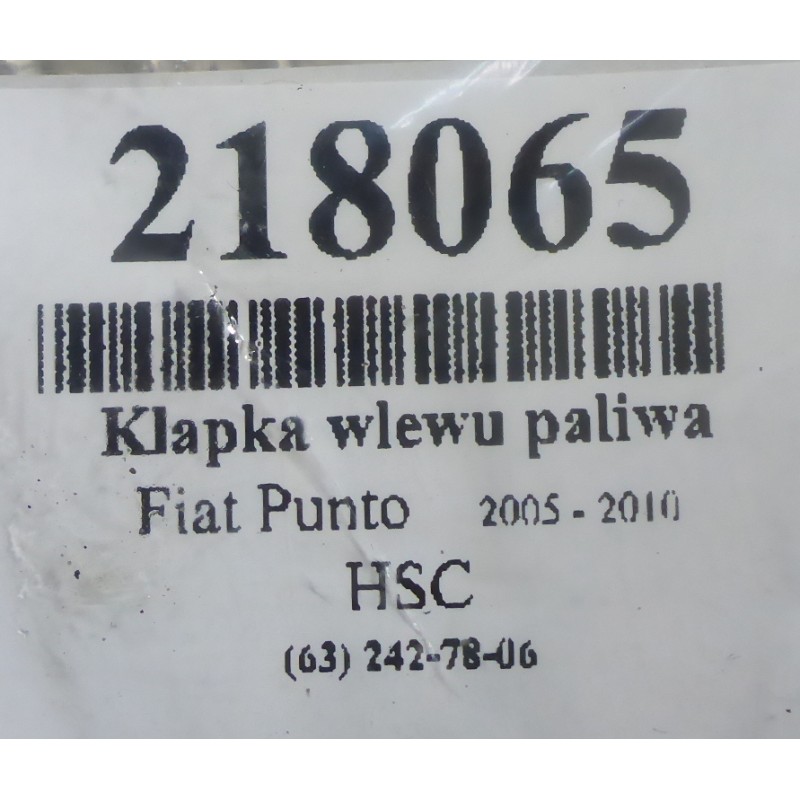 218065
Klapka wlewu paliwa
Fiat Punto 2005 - 2010
HSC
(63) 242-78-06